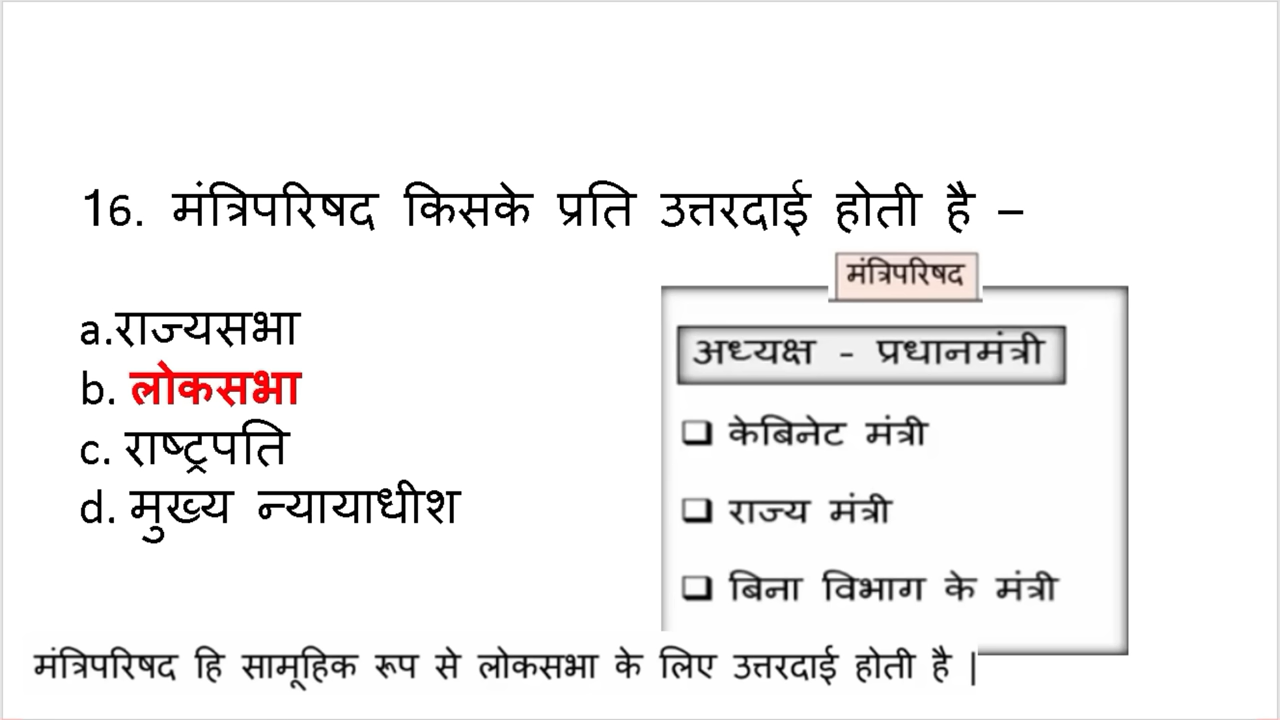 16. मंत्रिपरिषद किसके प्रति उत्तरदाई होती है –
a.राज्यसभा
b. लोकसभा
c. राष्ट्रपति
d. मुख्य न्यायाधीश
मंत्रिपरिषद
अध्यक्ष - प्रधानमंत्री
❑ केबिनेट मंत्री
❑ राज्य मंत्री
❑ बिना विभाग के मंत्री
मंत्रिपरिषद हि सामूहिक रूप से लोकसभा के लिए उत्तरदाई होती है |